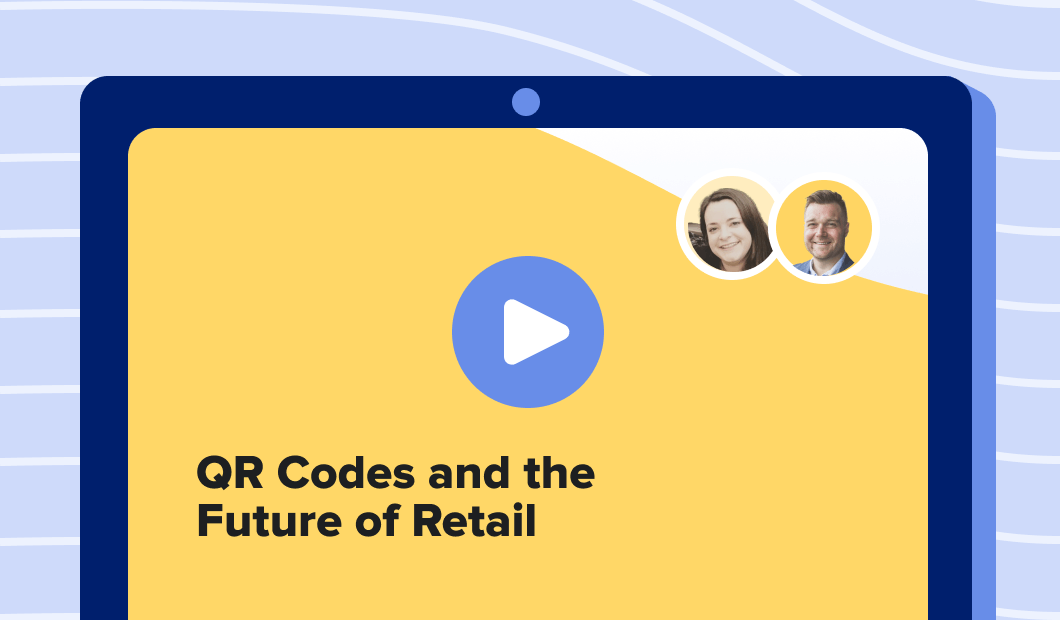 QR Codes and the
Future of Retail